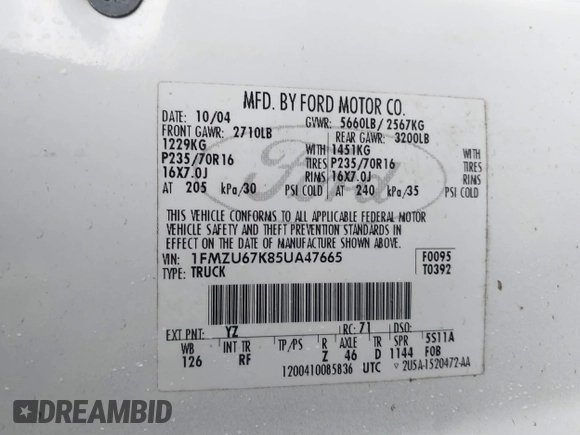 MFD. BY FORD MOTOR CO.
DATE: 10/04 GVWR: 5660LB / 2567KG
FRONT GAWR: 2710LB REAR GAWR: 3200LB
1229KG WITH 1451KG WITH
P235/70R16 TIRES P235/70R16 TIRES
16X7.0J RIMS 16X7.0J RIMS
AT 205 kPa/30 PSI COLD AT 240 kPa/35 PSI COLD
THIS VEHICLE CONFORMS TO ALL APPLICABLE FEDERAL MOTOR
VEHICLE SAFETY AND THEFT PREVENTION STANDARDS IN
EFFECT ON THE DATE OF MANUFACTURE SHOWN ABOVE.
VIN: 1FMZU67K85UA47665 F0095
TYPE: TRUCK T0392
EXT PNT: YZ RC: 71 DSO:
WB INT TR TP/PS R AXLE TR SPR 5S11A
126 RF Z 46 D 1144 F0B
1200410085836 UTC ▽ 2U5A-1520472-AA
Ford
DREAMBID
DREAMBID.COM